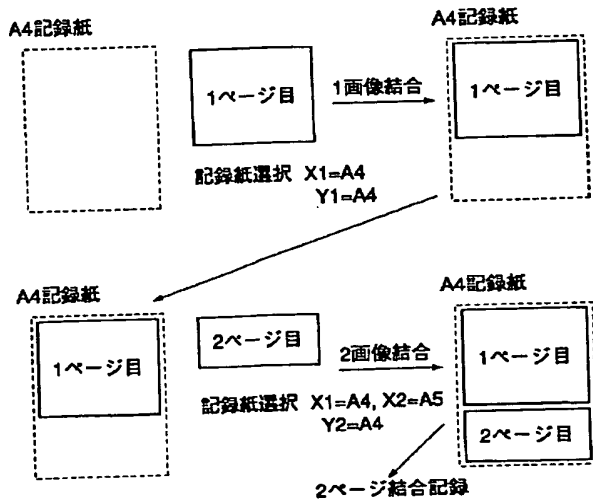 A4記録紙
A4記録紙
1ページ目
1画像結合
1ページ目
記録紙選択 X1=A4
Y1=A4
A4記録紙
A4記録紙
1ページ目
2ページ目
2画像結合
1ページ目
記録紙選択 X1=A4, X2=A5
Y2=A4
2ページ目
2ページ結合記録